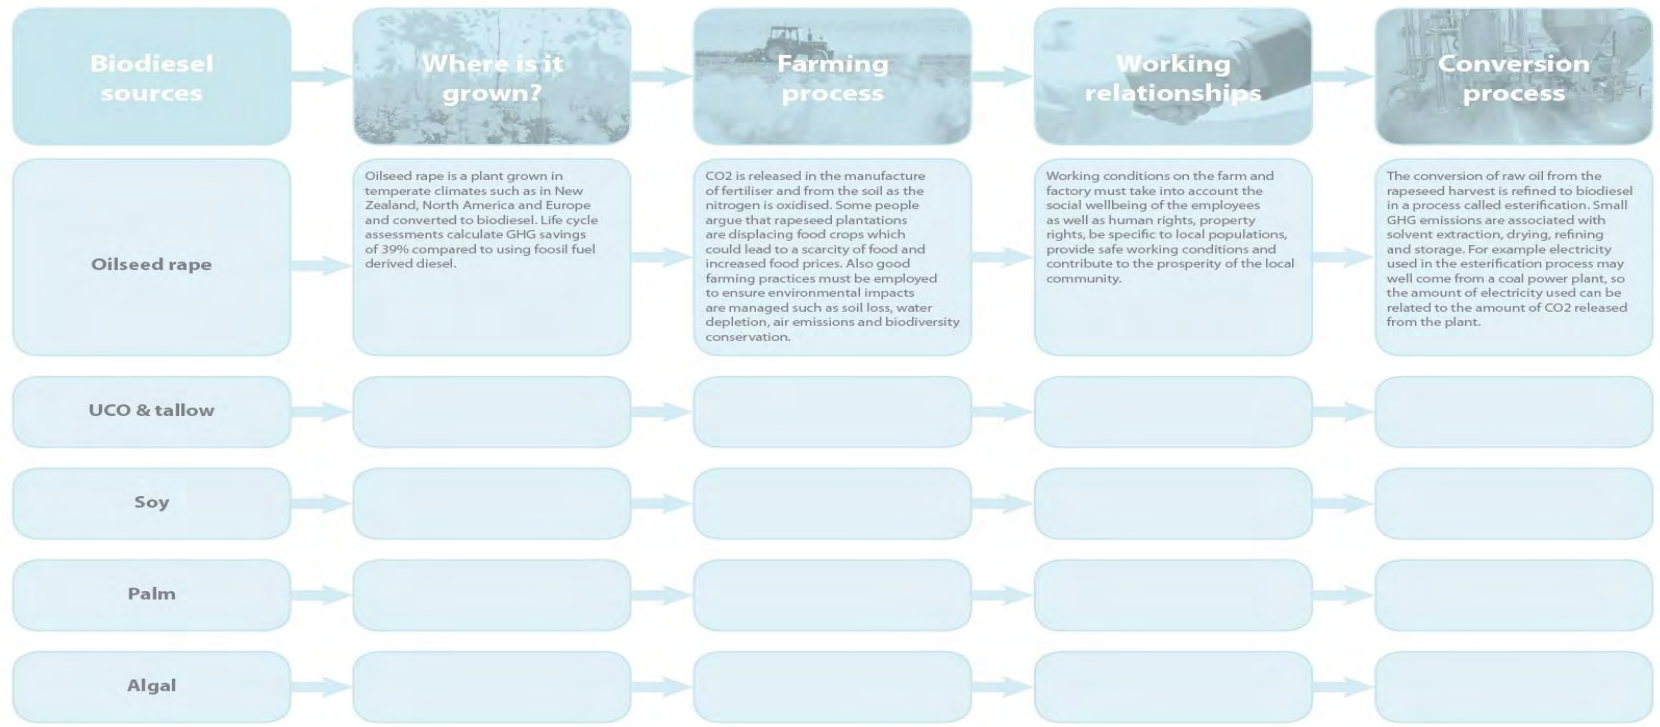 Biodiesel
sources
Where is it
grown?
Farming
process
Working
relationships
Conversion
process
Oilseed rape
Oilseed rape is a plant grown in
temperate climates such as in New
Zealand, North America and Europe
and converted to biodiesel. Life cycle
assessments calculate GHG savings
of 39% compared to using foosil fuel
derived diesel.
CO2 is released in the manufacture
of fertiliser and from the soil as the
nitrogen is oxidised. Some people
argue that rapeseed plantations
are displacing food crops which
could lead to a scarcity of food and
increased food prices. Also good
farming practices must be employed
to ensure environmental impacts
are managed such as soil loss, water
depletion, air emissions and biodiversity
conservation.
Working conditions on the farm and
factory must take into account the
social wellbeing of the employees
as well as human rights, property
rights, be specific to local populations,
provide safe working conditions and
contribute to the prosperity of the local
community.
The conversion of raw oil from the
rapeseed harvest is refined to biodiesel
in a process called esterification. Small
GHG emissions are associated with
solvent extraction, drying, refining
and storage. For example electricity
used in the esterification process may
well come from a coal power plant, so
the amount of electricity used can be
related to the amount of CO2 released
from the plant.
UCO & tallow
Soy
Palm
Algal